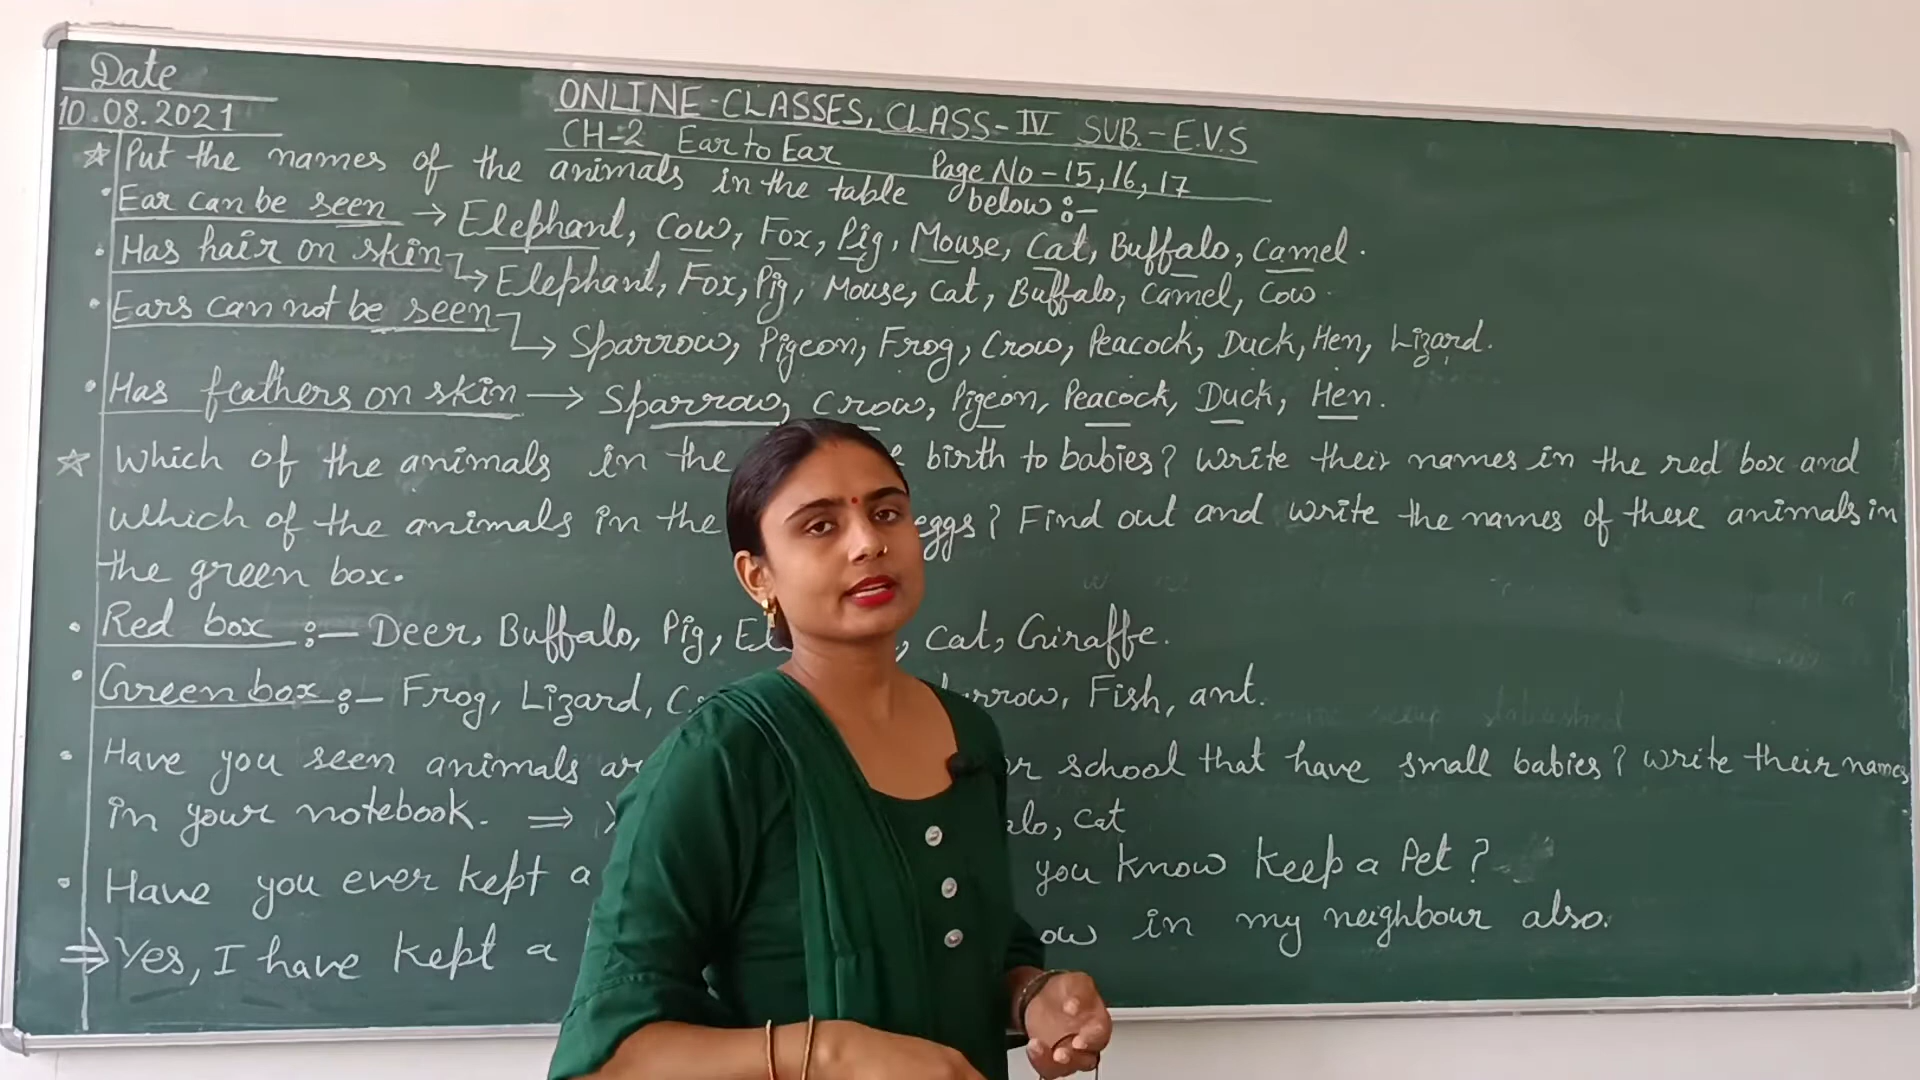 Date
10.08.2021
ONLINE-CLASSES, CLASS-IV SUB.-E.V.S
CH-2 Ear to Ear Page No-15,16,17
Put the names of the animals in the table below:-
Ear can be seen → Elephant, Cow, Fox, Pig, Mouse, Cat, Buffalo, Camel.
Has hair on skin → Elephant, Fox, Pig, Mouse, Cat, Buffalo, Camel, Cow.
Ears can not be seen → Sparrow, Pigeon, Frog, Crow, Peacock, Duck, Hen, Lizard.
Has feathers on skin → Sparrow, Crow, Pigeon, Peacock, Duck, Hen.
Which of the animals in the birth to babies? Write their names in the red box and
which of the animals in the eggs? Find out and write the names of these animals in
the green box.
Red box :- Deer, Buffalo, Pig, Cat, Giraffe.
Green box :- Frog, Lizard, Fish, ant.
Have you seen animals school that have small babies? Write their names
in your notebook. ⇒ Cat
Have you ever kept a you know keep a Pet?
⇒ Yes, I have kept a in my neighbour also.